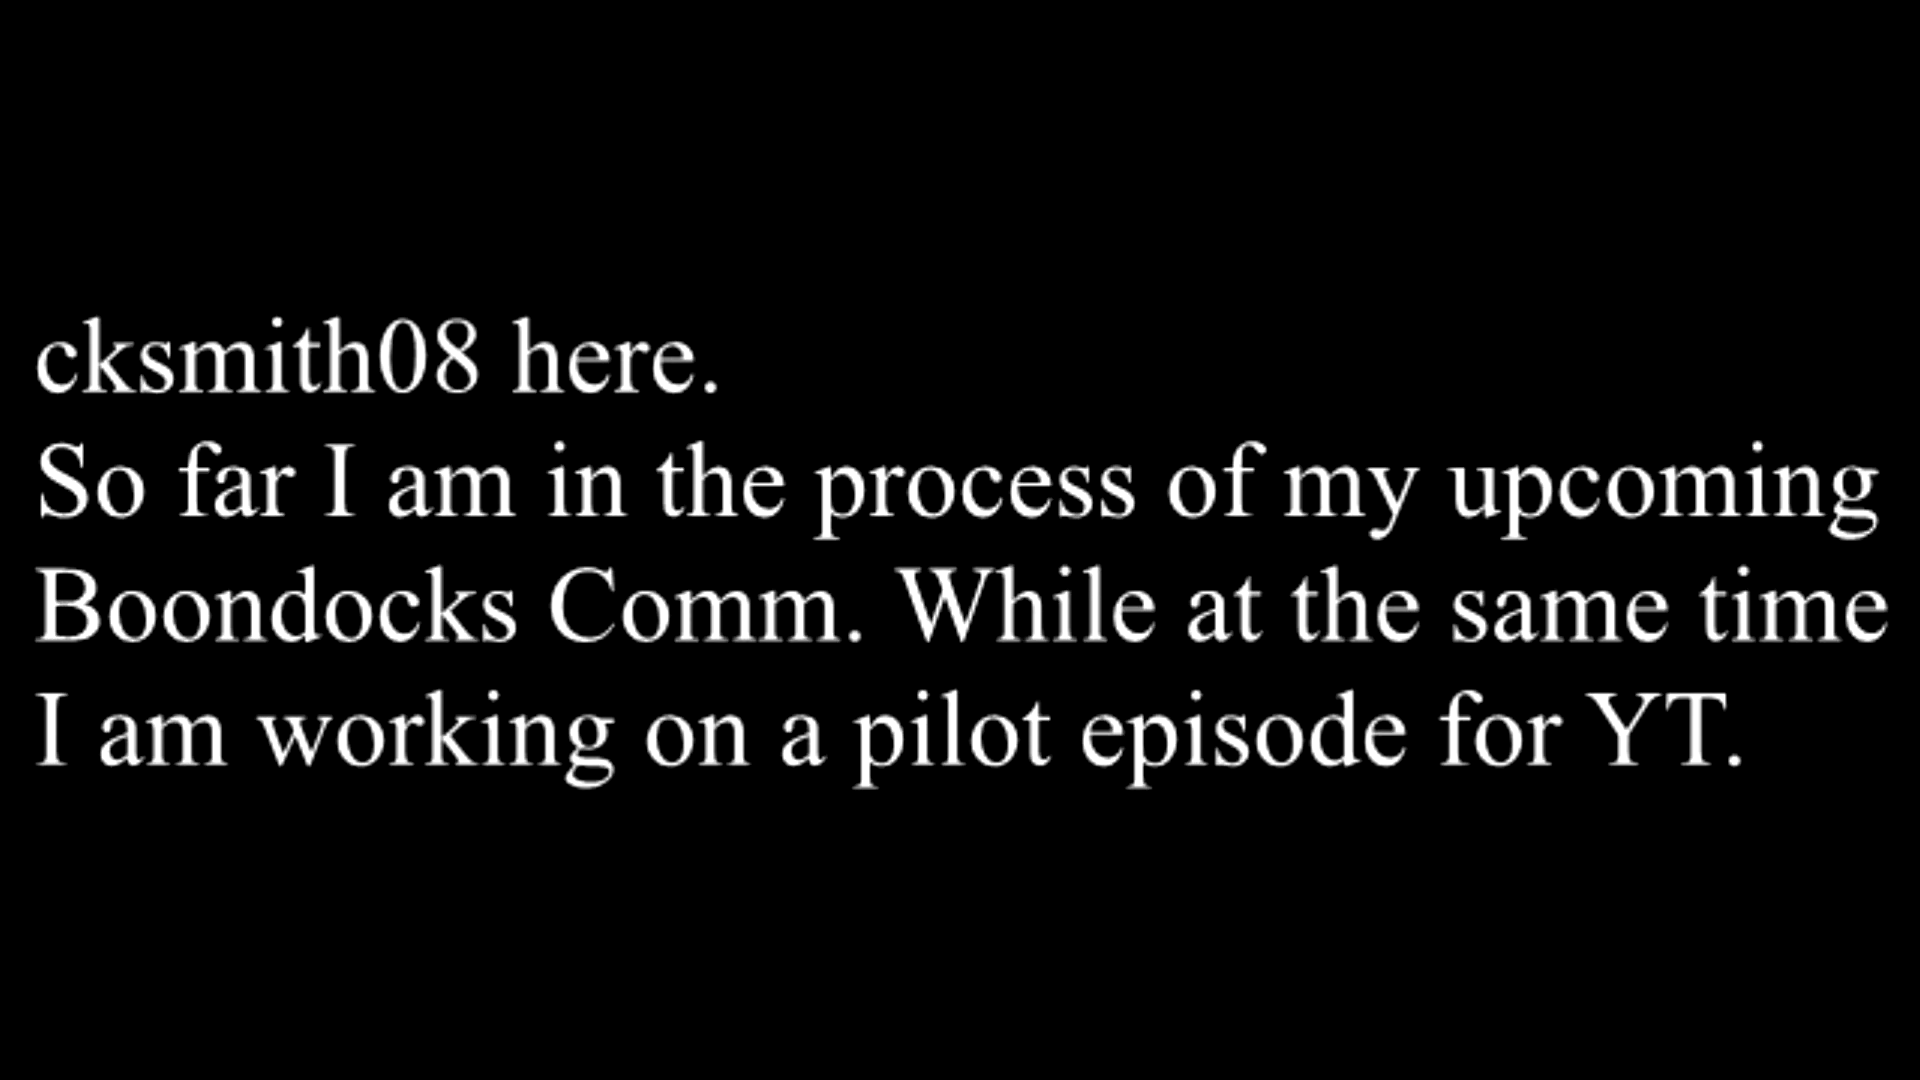 cksmith08 here.
So far I am in the process of my upcoming
Boondocks Comm. While at the same time
I am working on a pilot episode for YT.